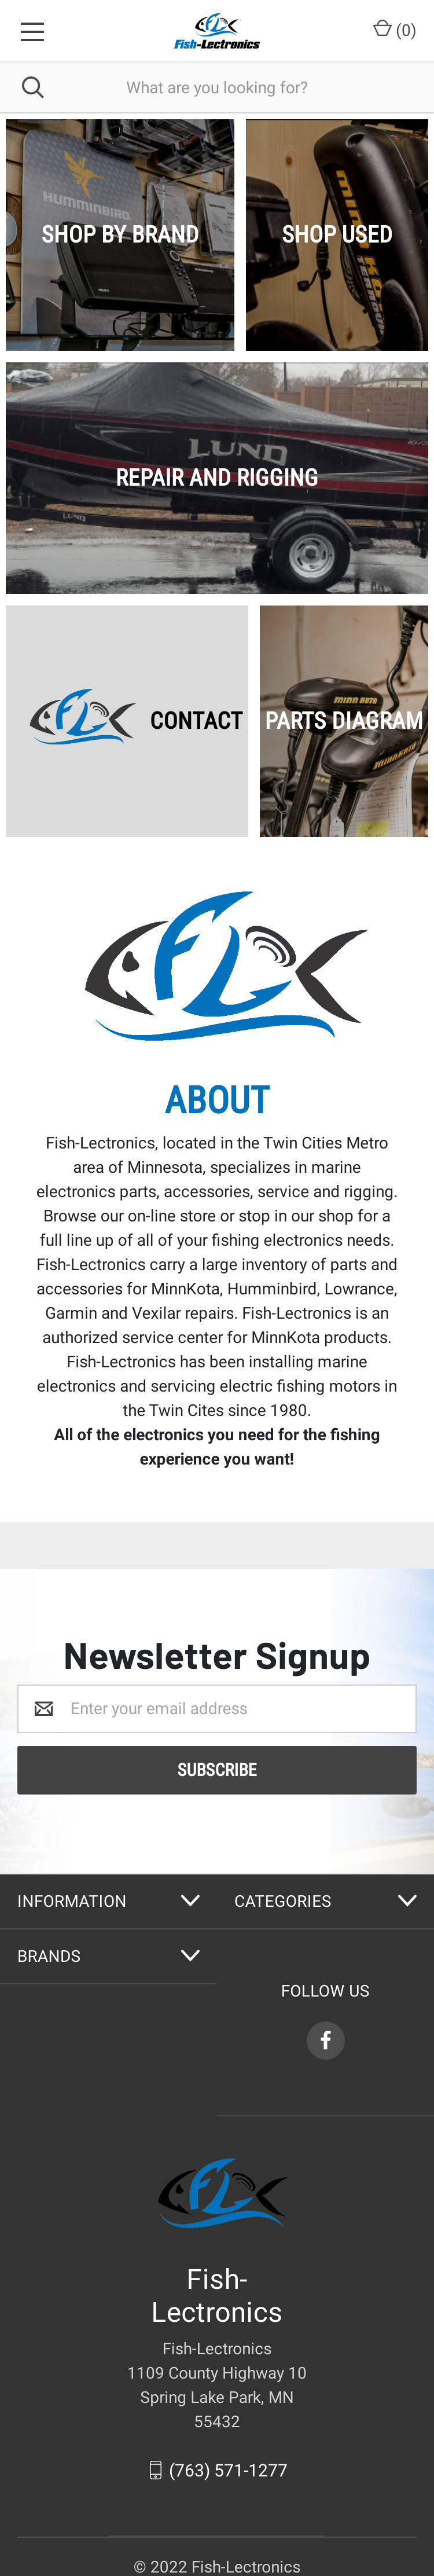 Fish-Lectronics
(0)
What are you looking for?
HUMMINBIRD
SHOP BY BRAND
SHOP USED
LUND
REPAIR AND RIGGING
FLX
CONTACT
MINN KOTA
PARTS DIAGRAM
MINN KOTA
FLX
ABOUT
Fish-Lectronics, located in the Twin Cities Metro
area of Minnesota, specializes in marine
electronics parts, accessories, service and rigging.
Browse our on-line store or stop in our shop for a
full line up of all of your fishing electronics needs.
Fish-Lectronics carry a large inventory of parts and
accessories for MinnKota, Humminbird, Lowrance,
Garmin and Vexilar repairs. Fish-Lectronics is an
authorized service center for MinnKota products.
Fish-Lectronics has been installing marine
electronics and servicing electric fishing motors in
the Twin Cites since 1980.
All of the electronics you need for the fishing
experience you want!
Newsletter Signup
Enter your email address
SUBSCRIBE
INFORMATION
CATEGORIES
BRANDS
FOLLOW US
FLX
Fish-
Lectronics
Fish-Lectronics
1109 County Highway 10
Spring Lake Park, MN
55432
(763) 571-1277
© 2022 Fish-Lectronics